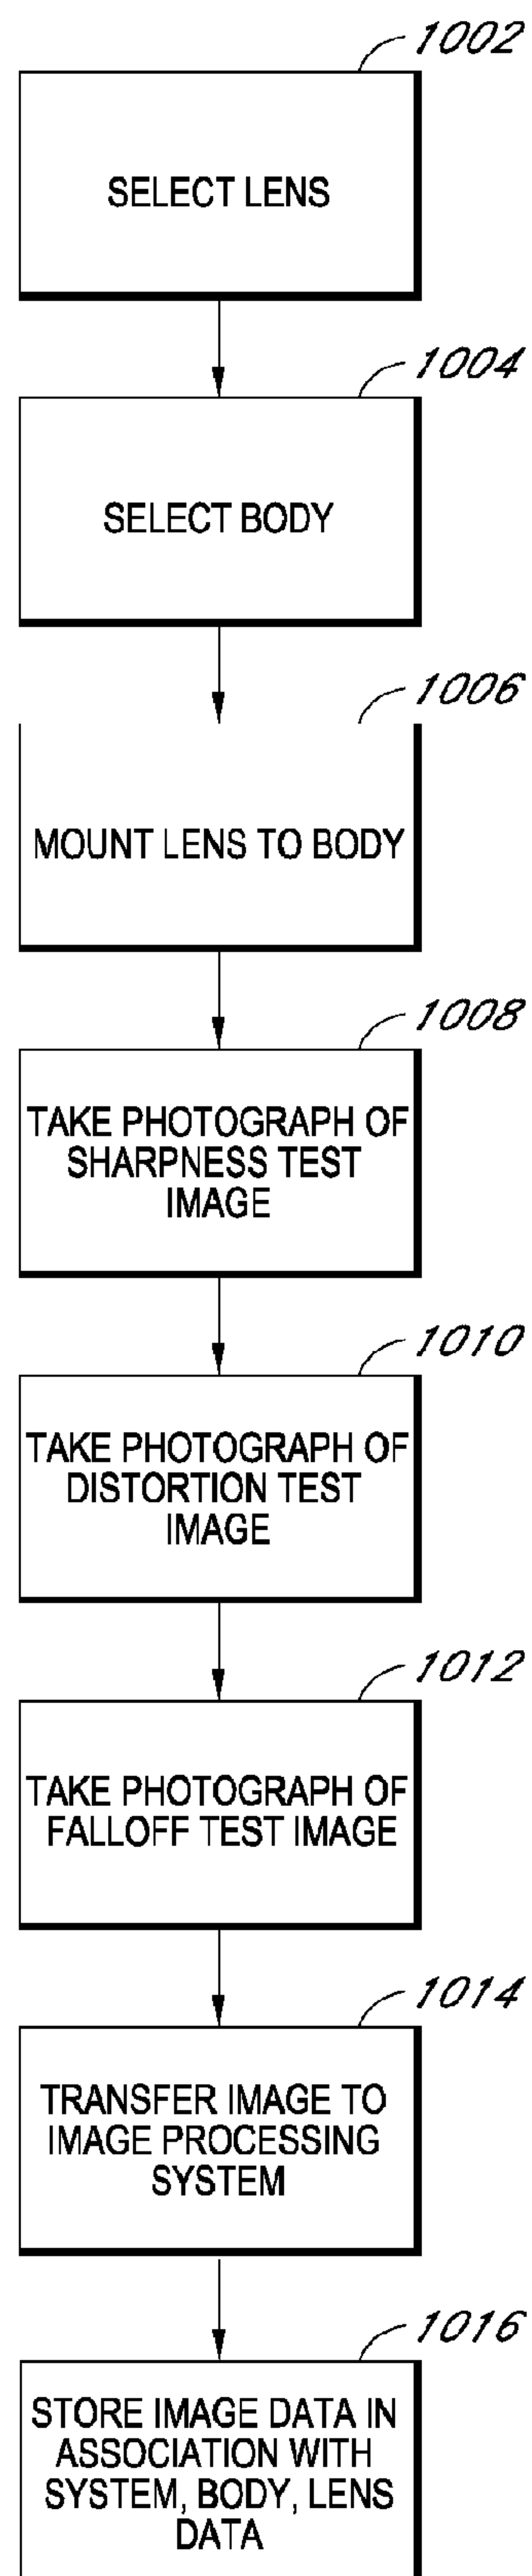 1002
SELECT LENS
1004
SELECT BODY
1006
MOUNT LENS TO BODY
1008
TAKE PHOTOGRAPH OF
SHARPNESS TEST
IMAGE
1010
TAKE PHOTOGRAPH OF
DISTORTION TEST
IMAGE
1012
TAKE PHOTOGRAPH OF
FALLOFF TEST IMAGE
1014
TRANSFER IMAGE TO
IMAGE PROCESSING
SYSTEM
1016
STORE IMAGE DATA IN
ASSOCIATION WITH
SYSTEM, BODY, LENS
DATA